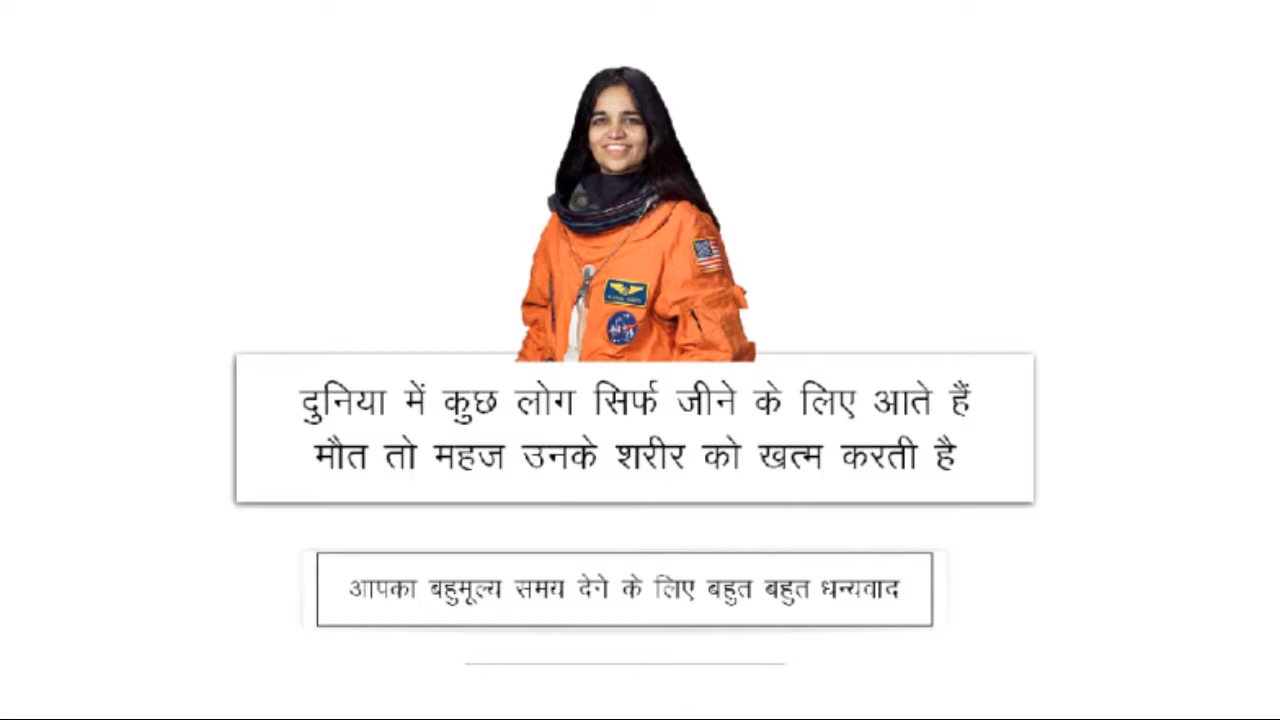 दुनिया में कुछ लोग सिर्फ जीने के लिए आते हैं
मौत तो महज उनके शरीर को खत्म करती है
आपका बहुमूल्य समय देने के लिए बहुत बहुत धन्यवाद